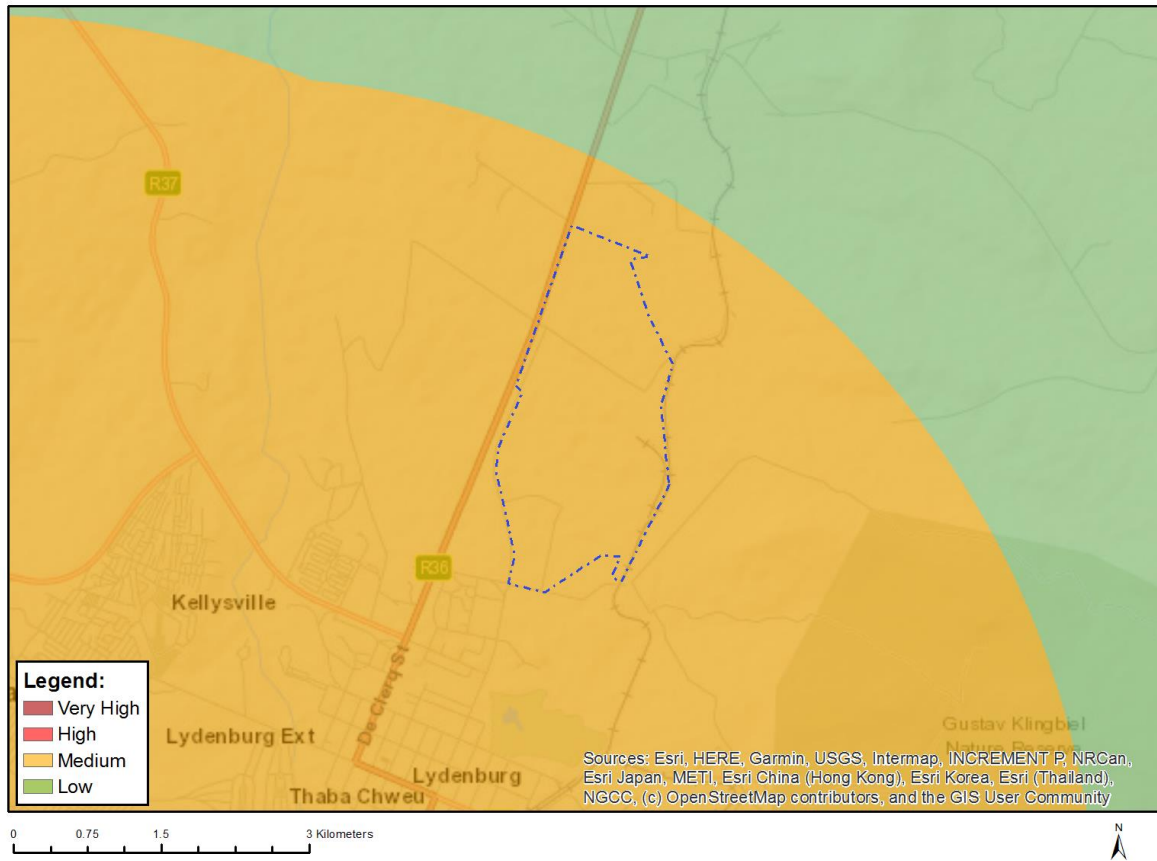 R37
R36
Kellysville
De Clerq St
Lydenburg Ext
Lydenburg
Thaba Chweu
Gustav Klingbiel
Nature Reserve
Legend:
Very High
High
Medium
Low
Sources: Esri, HERE, Garmin, USGS, Intermap, INCREMENT P, NRCan,
Esri Japan, METI, Esri China (Hong Kong), Esri Korea, Esri (Thailand),
NGCC, (c) OpenStreetMap contributors, and the GIS User Community
0 0.75 1.5 3 Kilometers
N